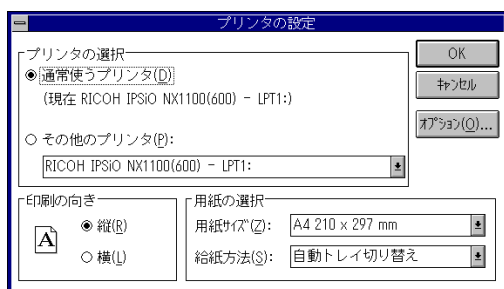 プリンタの設定
プリンタの選択
通常使うプリンタ(D)
(現在 RICOH IPSiO NX1100(600) - LPT1:)
その他のプリンタ(P):
RICOH IPSiO NX1100(600) - LPT1:
OK
ｷｬﾝｾﾙ
ｵﾌﾟｼｮﾝ(O)...
印刷の向き
A
縦(R)
横(L)
用紙の選択
用紙ｻｲｽﾞ(Z): A4 210 x 297 mm
給紙方法(S): 自動トレイ切り替え